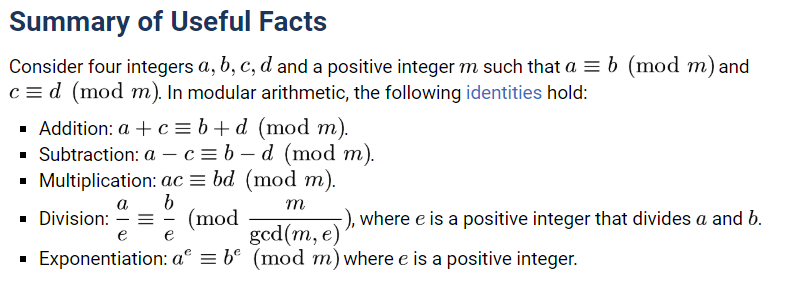 Summary of Useful Facts
Consider four integers a, b, c, d and a positive integer m such that a ≡ b (mod m) and
c ≡ d (mod m). In modular arithmetic, the following identities hold:
▪ Addition: a + c ≡ b + d (mod m).
▪ Subtraction: a − c ≡ b − d (mod m).
▪ Multiplication: ac ≡ bd (mod m).
▪ Division: a/e ≡ b/e (mod m/gcd(m, e)), where e is a positive integer that divides a and b.
▪ Exponentiation: a^e ≡ b^e (mod m) where e is a positive integer.